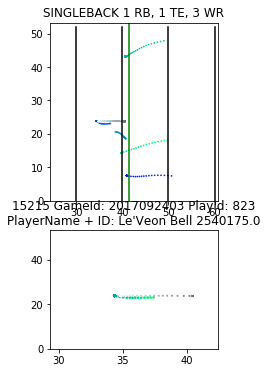 SINGLEBACK 1 RB, 1 TE, 3 WR
50
40
30
20
10
0
30 40 50 60
15215 GameId: 2017092403 PlayId: 823
PlayerName + ID: Le'Veon Bell 2540175.0
40
20
0
30 35 40